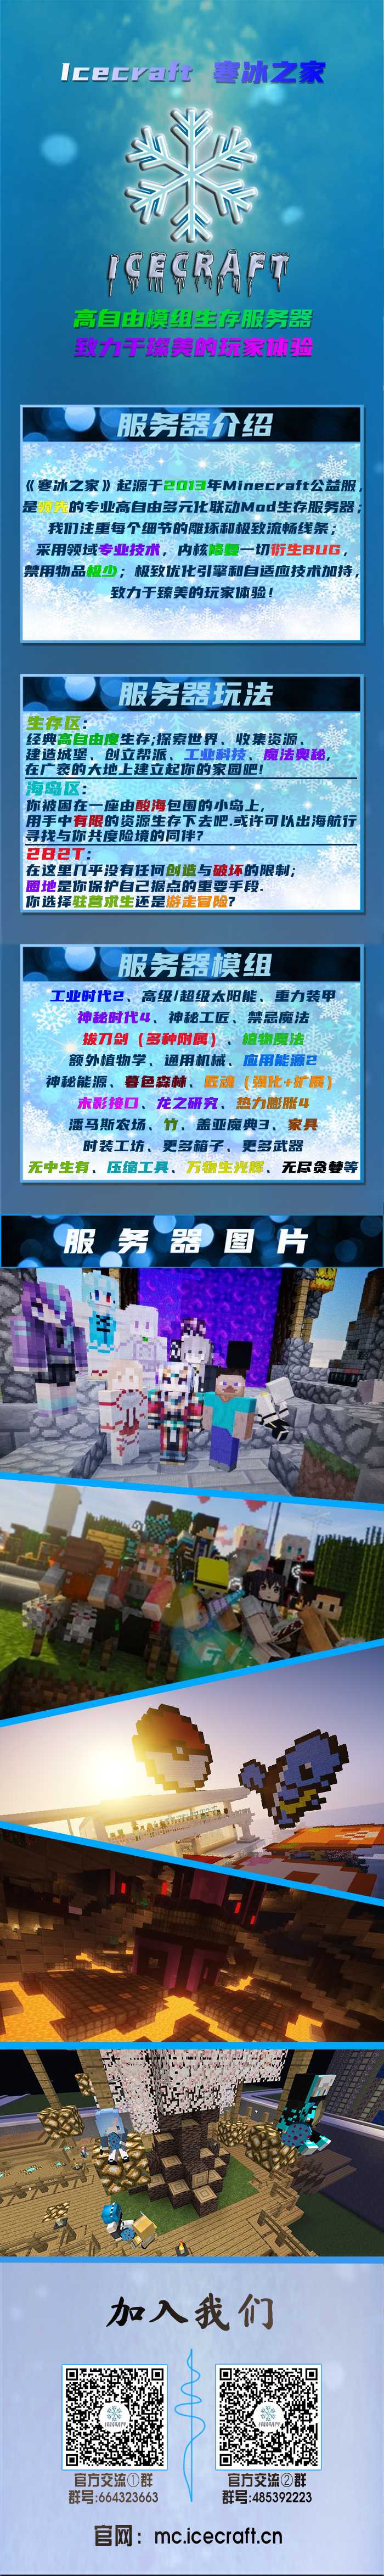 Icecraft 寒冰之家
ICECRAFT
高自由模组生存服务器
致力于臻美的玩家体验
服务器介绍
《寒冰之家》起源于2013年Minecraft公益服，
是领先的专业高自由多元化联动Mod生存服务器；
我们注重每个细节的雕琢和极致流畅线条；
采用领域专业技术，内核修复一切衍生BUG，
禁用物品极少；极致优化引擎和自适应技术加持，
致力于臻美的玩家体验！
服务器玩法
生存区：
经典高自由度生存:探索世界、收集资源、
建造城堡、创立帮派、工业科技、魔法奥秘，
在广袤的大地上建立起你的家园吧！
海岛区：
你被困在一座由酸海包围的小岛上，
用手中有限的资源生存下去吧.或许可以出海航行
寻找与你共度险境的同伴？
2B2T：
在这里几乎没有任何创造与破坏的限制；
圈地是你保护自己据点的重要手段.
你选择驻营求生还是游走冒险？
服务器模组
工业时代2、高级/超级太阳能、重力装甲
神秘时代4、神秘工匠、禁忌魔法
拔刀剑（多种附属）、植物魔法
额外植物学、通用机械、应用能源2
神秘能源、暮色森林、匠魂（强化+扩展）
末影接口、龙之研究、热力膨胀4
潘马斯农场、竹、盖亚魔典3、家具
时装工坊、更多箱子、更多武器
无中生有、压缩工具、万物生光辉、无尽贪婪等
服务器图片
加入我们
ICECRAFT
ICECRAFT
官方交流①群
群号:664323663
官方交流②群
群号:485392223
官网：mc.icecraft.cn